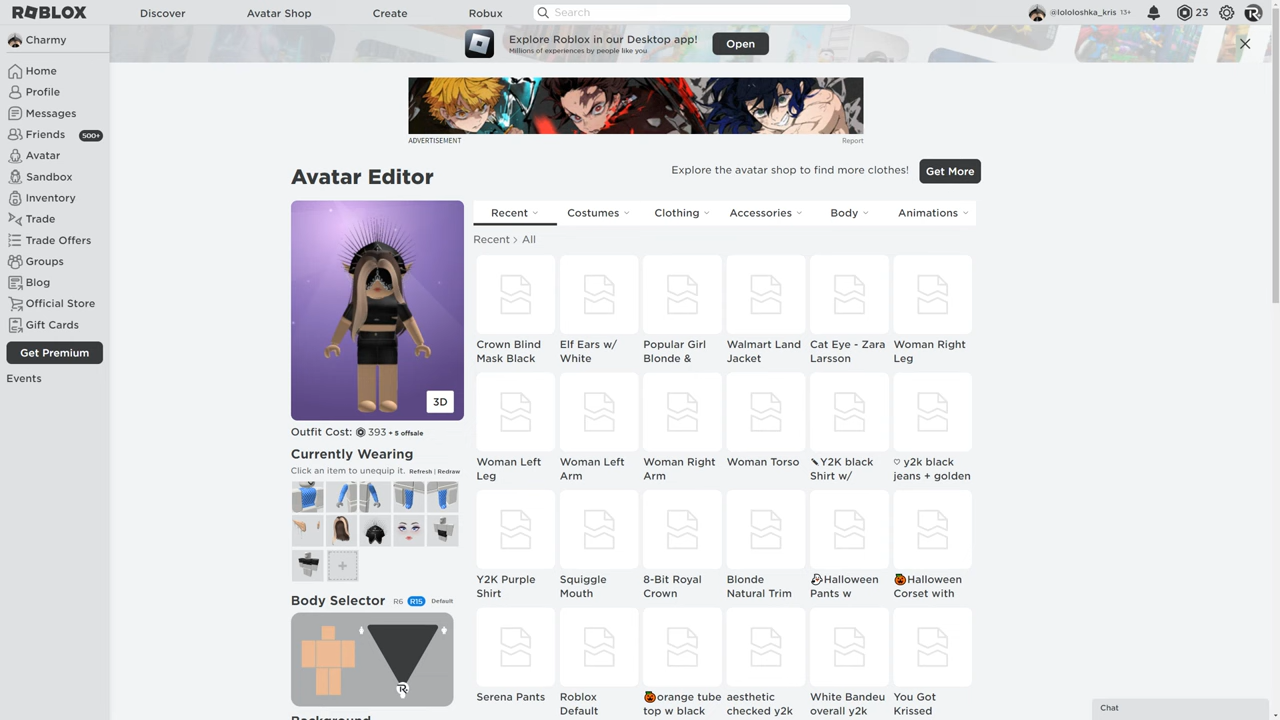 ROBLOX
Discover
Avatar Shop
Create
Robux
Search
@lololoshka_kris 13+
23
Chamy
Explore Roblox in our Desktop app!
Millions of experiences by people like you
Open
Home
Profile
Messages
Friends
500+
Avatar
Sandbox
Inventory
Trade
Trade Offers
Groups
Blog
Official Store
Gift Cards
Get Premium
Events
ADVERTISEMENT
Report
Avatar Editor
Explore the avatar shop to find more clothes!
Get More
3D
Outfit Cost: 393 + 5 offsale
Currently Wearing
Click an item to unequip it. Refresh | Redraw
Body Selector R6 R15 Default
Background
Recent
Costumes
Clothing
Accessories
Body
Animations
Recent > All
Crown Blind
Mask Black
Elf Ears w/
White
Popular Girl
Blonde &
Walmart Land
Jacket
Cat Eye - Zara
Larsson
Woman Right
Leg
Woman Left
Leg
Woman Left
Arm
Woman Right
Arm
Woman Torso
Y2K black
Shirt w/
♡ y2k black
jeans + golden
Y2K Purple
Shirt
Squiggle
Mouth
8-Bit Royal
Crown
Blonde
Natural Trim
👻Halloween
Pants w
🎃Halloween
Corset with
Serena Pants
Roblox
Default
🎃orange tube
top w black
aesthetic
checked y2k
White Bandeu
overall y2k
You Got
Krissed
Chat